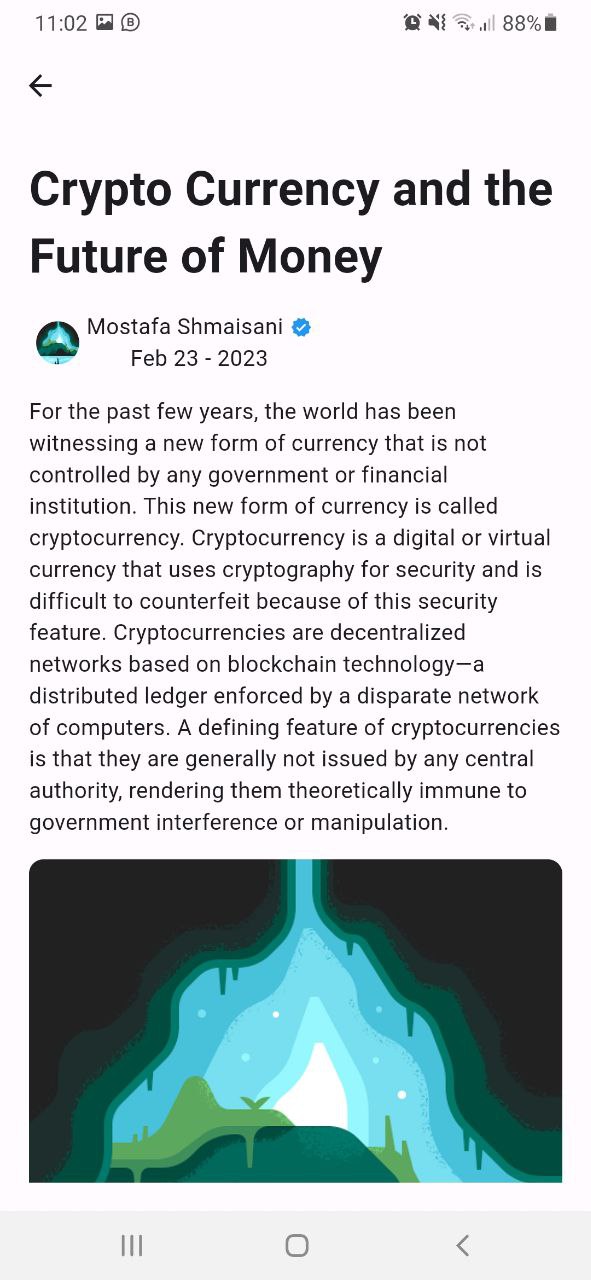 11:02
88%
Crypto Currency and the
Future of Money
Mostafa Shmaisani
Feb 23 - 2023
For the past few years, the world has been
witnessing a new form of currency that is not
controlled by any government or financial
institution. This new form of currency is called
cryptocurrency. Cryptocurrency is a digital or virtual
currency that uses cryptography for security and is
difficult to counterfeit because of this security
feature. Cryptocurrencies are decentralized
networks based on blockchain technology—a
distributed ledger enforced by a disparate network
of computers. A defining feature of cryptocurrencies
is that they are generally not issued by any central
authority, rendering them theoretically immune to
government interference or manipulation.